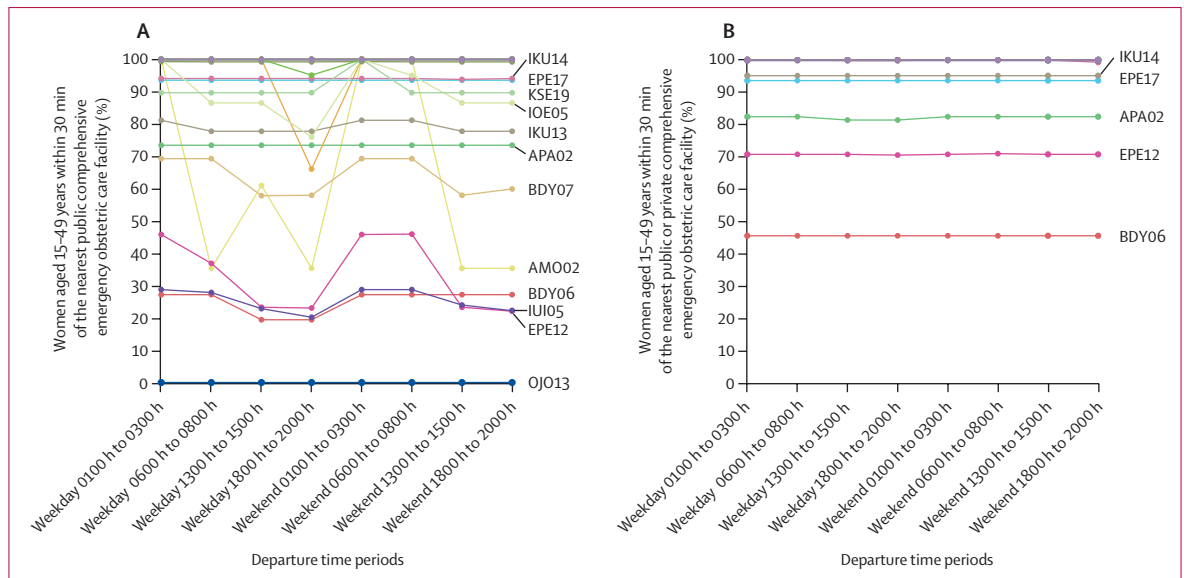 A
Women aged 15–49 years within 30 min
of the nearest public comprehensive
emergency obstetric care facility (%)
100
90
80
70
60
50
40
30
20
10
0
IKU14
EPE17
KSE19
IOE05
IKU13
APA02
BDY07
AMO02
BDY06
IUI05
EPE12
OJO13
Weekday 0100 h to 0300 h
Weekday 0600 h to 0800 h
Weekday 1300 h to 1500 h
Weekday 1800 h to 2000 h
Weekend 0100 h to 0300 h
Weekend 0600 h to 0800 h
Weekend 1300 h to 1500 h
Weekend 1800 h to 2000 h
Departure time periods
B
Women aged 15–49 years within 30 min
of the nearest public or private comprehensive
emergency obstetric care facility (%)
100
90
80
70
60
50
40
30
20
10
0
IKU14
EPE17
APA02
EPE12
BDY06
Weekday 0100 h to 0300 h
Weekday 0600 h to 0800 h
Weekday 1300 h to 1500 h
Weekday 1800 h to 2000 h
Weekend 0100 h to 0300 h
Weekend 0600 h to 0800 h
Weekend 1300 h to 1500 h
Weekend 1800 h to 2000 h
Departure time periods